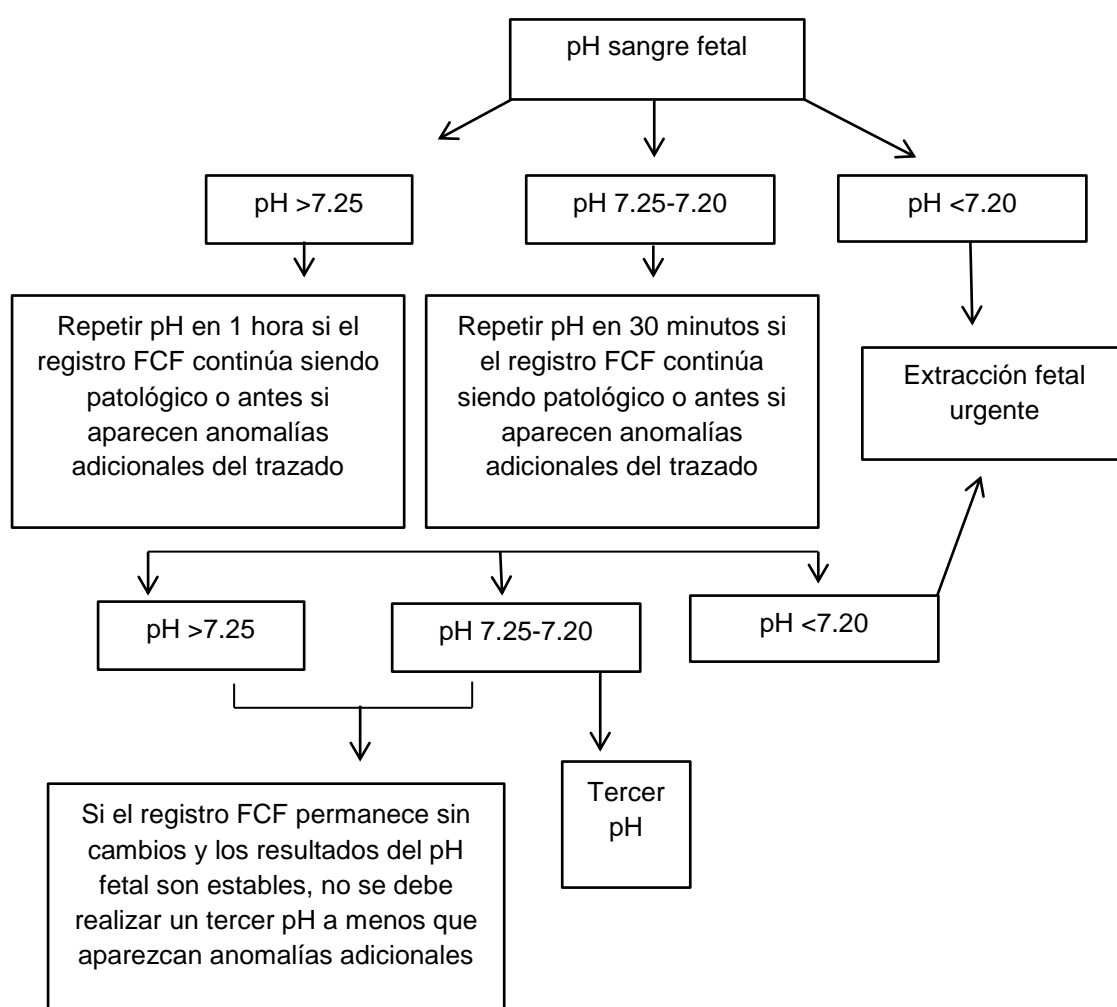 pH sangre fetal
pH >7.25
pH 7.25-7.20
pH <7.20
Repetir pH en 1 hora si el
registro FCF continúa siendo
patológico o antes si
aparecen anomalías
adicionales del trazado
Repetir pH en 30 minutos si
el registro FCF continúa
siendo patológico o antes si
aparecen anomalías
adicionales del trazado
Extracción fetal
urgente
pH >7.25
pH 7.25-7.20
pH <7.20
Si el registro FCF permanece sin
cambios y los resultados del pH
fetal son estables, no se debe
realizar un tercer pH a menos que
aparezcan anomalías adicionales
Tercer
pH